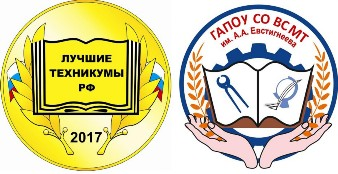 ЛУЧШИЕ
ТЕХНИКУМЫ
РФ
2017
ГАПОУ СО ВСМТ
им. А.А. Евстигнеева